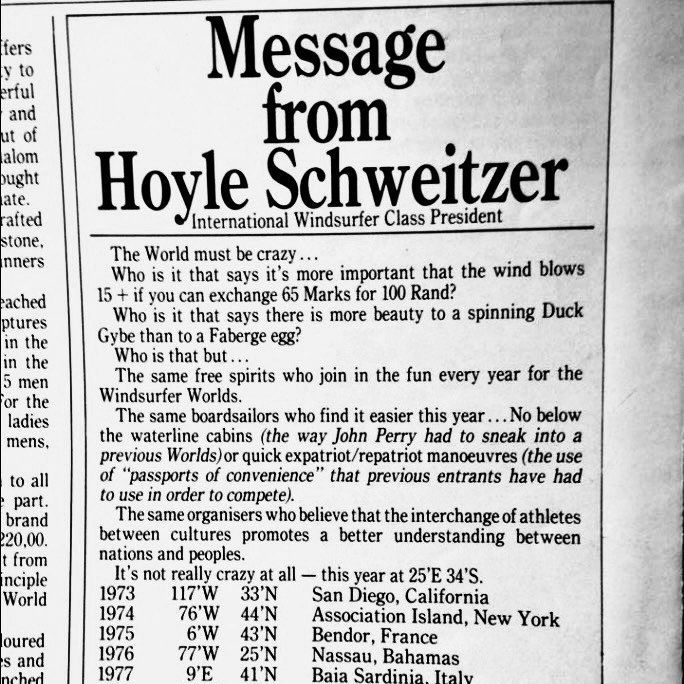 fers
y to
erful
and
ut of
alom
ought
ate.
rafted
stone,
nners
eached
ptures
in the
in the
5 men
For the
ladies
mens,
to all
part.
brand
220,00.
t from
inciple
World
loured
s and
nched
Message
from
Hoyle Schweitzer
International Windsurfer Class President
The World must be crazy...
Who is it that says it's more important that the wind blows
15 + if you can exchange 65 Marks for 100 Rand?
Who is it that says there is more beauty to a spinning Duck
Gybe than to a Faberge egg?
Who is that but...
The same free spirits who join in the fun every year for the
Windsurfer Worlds.
The same boardsailors who find it easier this year...No below
the waterline cabins (the way John Perry had to sneak into a
previous Worlds) or quick expatriot/repatriot manoeuvres (the use
of "passports of convenience" that previous entrants have had
to use in order to compete).
The same organisers who believe that the interchange of athletes
between cultures promotes a better understanding between
nations and peoples.
It's not really crazy at all — this year at 25'E 34'S.
1973 117'W 33'N San Diego, California
1974 76'W 44'N Association Island, New York
1975 6'W 43'N Bendor, France
1976 77'W 25'N Nassau, Bahamas
1977 9'E 41'N Baia Sardinia, Italy